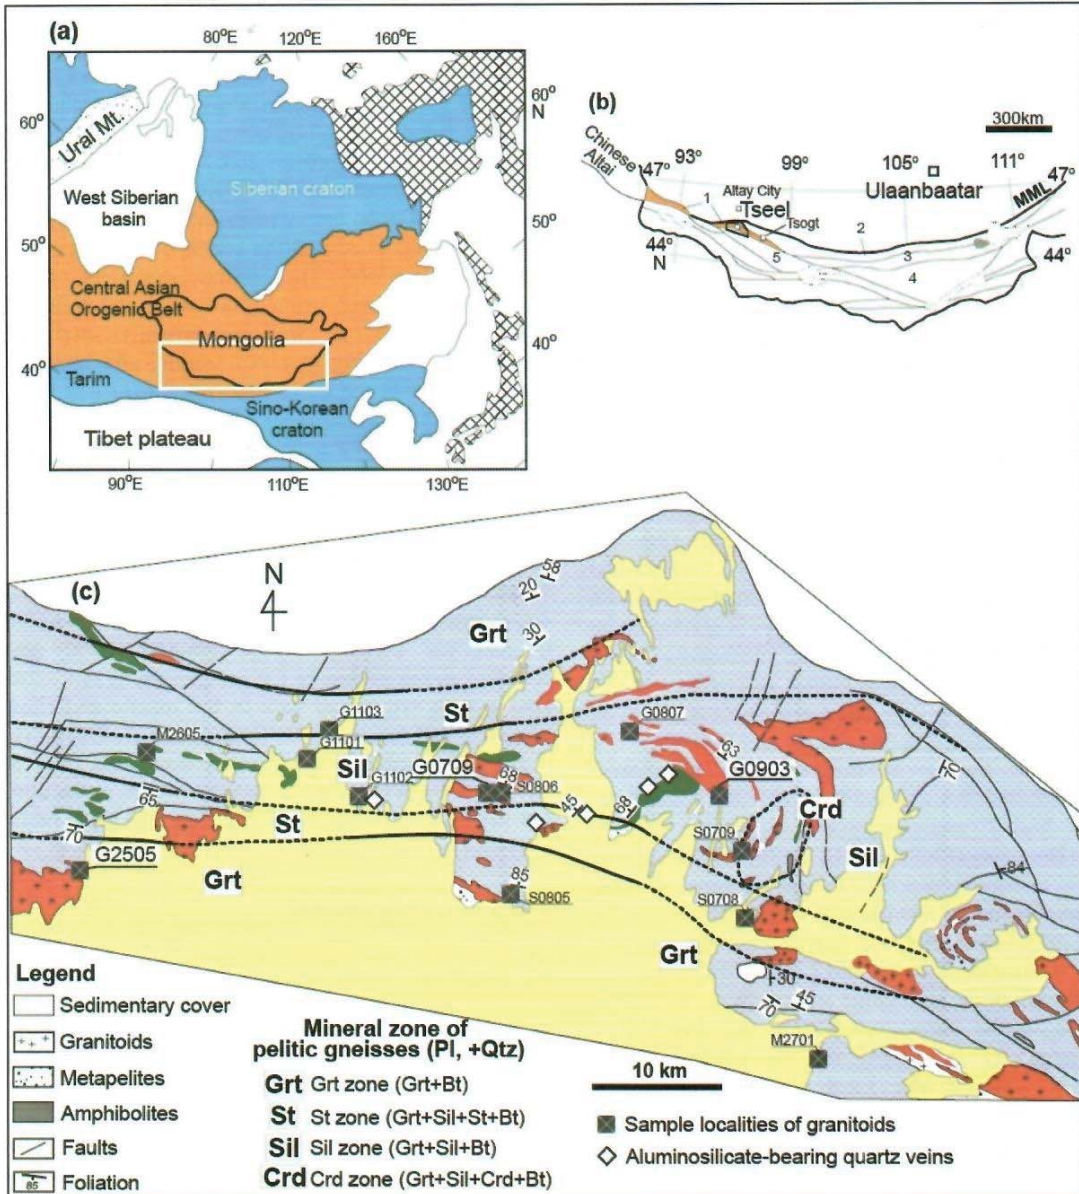 (a)
80°E 120°E 160°E
60°
60°
N
Ural Mt.
Siberian craton
West Siberian
basin
50°
50°
Central Asian
Orogenic Belt
Mongolia
40°
40°
Tarim
Sino-Korean
craton
Tibet plateau
90°E 110°E 130°E
(b)
300km
Chinese
Altai
47° 93° 99° 105° 111° 47°
Altay City
Ulaanbaatar
MML
1 Tseel
Tsogt
2
3
44°
N
5
4
44°
(c)
N
58
20
Grt
30
G1103
St
G0807
M2605
G1101
Sil
G1102
G0709
68
S0806
63
G0903
70
65
70
St
45
68
Crd
S0709
Sil
G2505
Grt
85
S0805
84
S0708
Grt
30
70
45
M2701
Legend
Sedimentary cover
Granitoids
Metapelites
Amphibolites
Faults
85 Foliation
Mineral zone of
pelitic gneisses (Pl, +Qtz)
Grt Grt zone (Grt+Bt)
St St zone (Grt+Sil+St+Bt)
Sil Sil zone (Grt+Sil+Bt)
Crd Crd zone (Grt+Sil+Crd+Bt)
10 km
Sample localities of granitoids
Aluminosilicate-bearing quartz veins